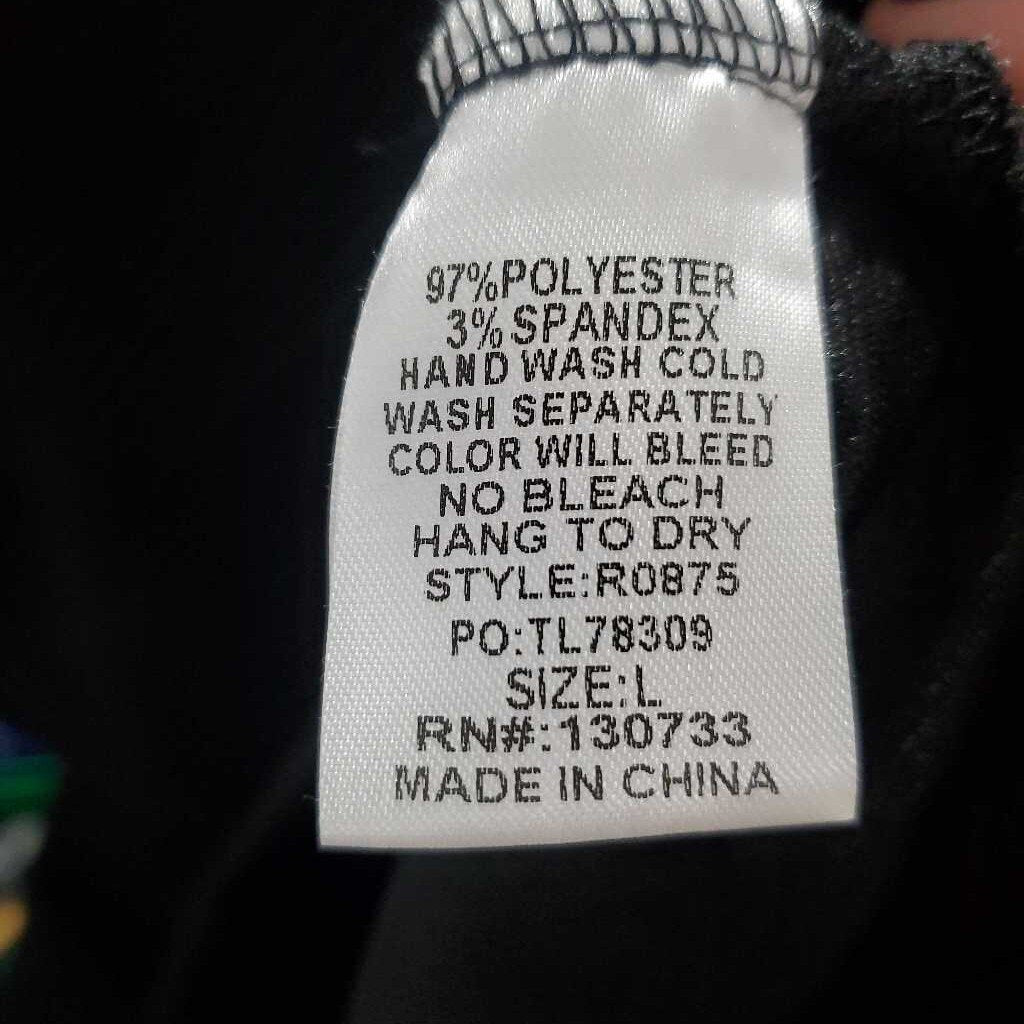 97%POLYESTER
3%SPANDEX
HAND WASH COLD
WASH SEPARATELY
COLOR WILL BLEED
NO BLEACH
HANG TO DRY
STYLE:R0875
PO:TL78309
SIZE:L
RN#:130733
MADE IN CHINA